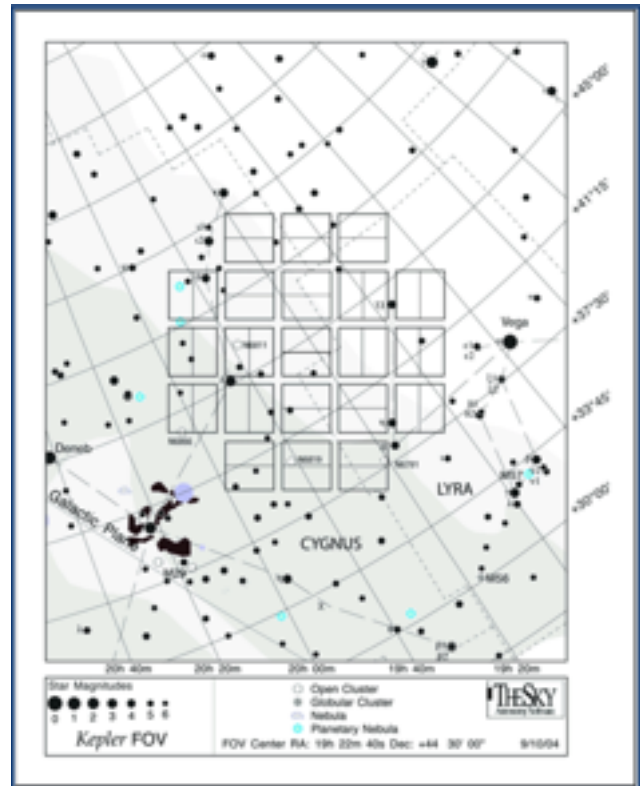 +45°00'
+41°15'
+37°30'
Vega
+33°45'
Deneb
+30°00'
LYRA
Galactic Plane
CYGNUS
M29
M56
20h 40m 20h 20m 20h 00m 19h 40m 19h 20m
Star Magnitudes
0 1 2 3 4 5 6
Kepler FOV
Open Cluster
Globular Cluster
Nebula
Planetary Nebula
THESKY
Astronomy Software
FOV Center RA: 19h 22m 40s Dec: +44 30' 00"
9/10/04